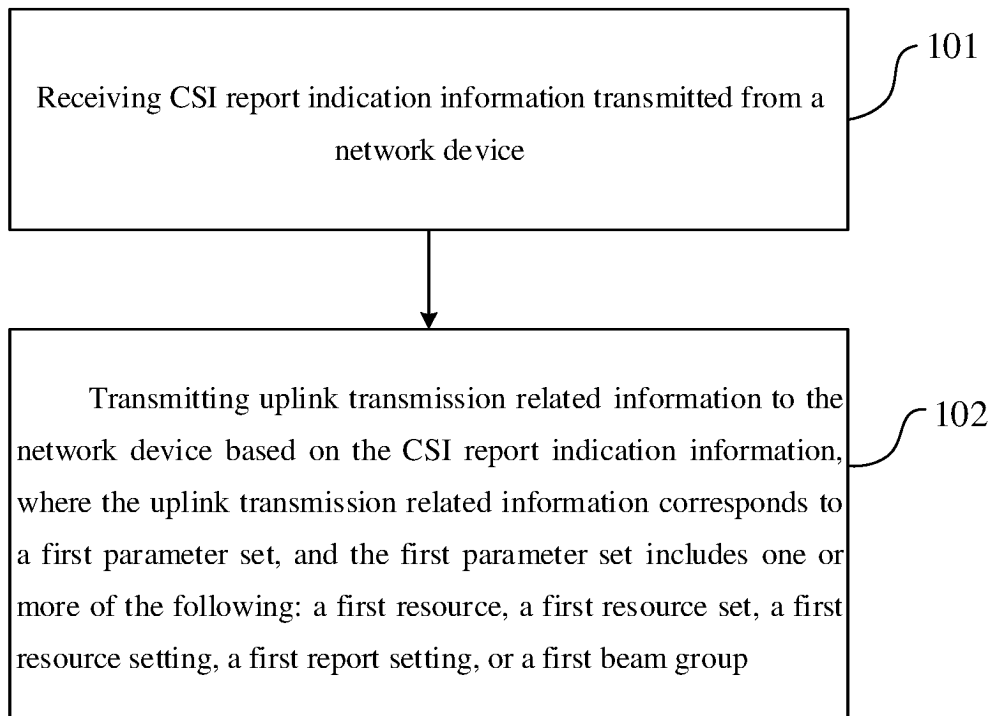 Receiving CSI report indication information transmitted from a
network device
101
Transmitting uplink transmission related information to the
network device based on the CSI report indication information,
where the uplink transmission related information corresponds to
a first parameter set, and the first parameter set includes one or
more of the following: a first resource, a first resource set, a first
resource setting, a first report setting, or a first beam group
102